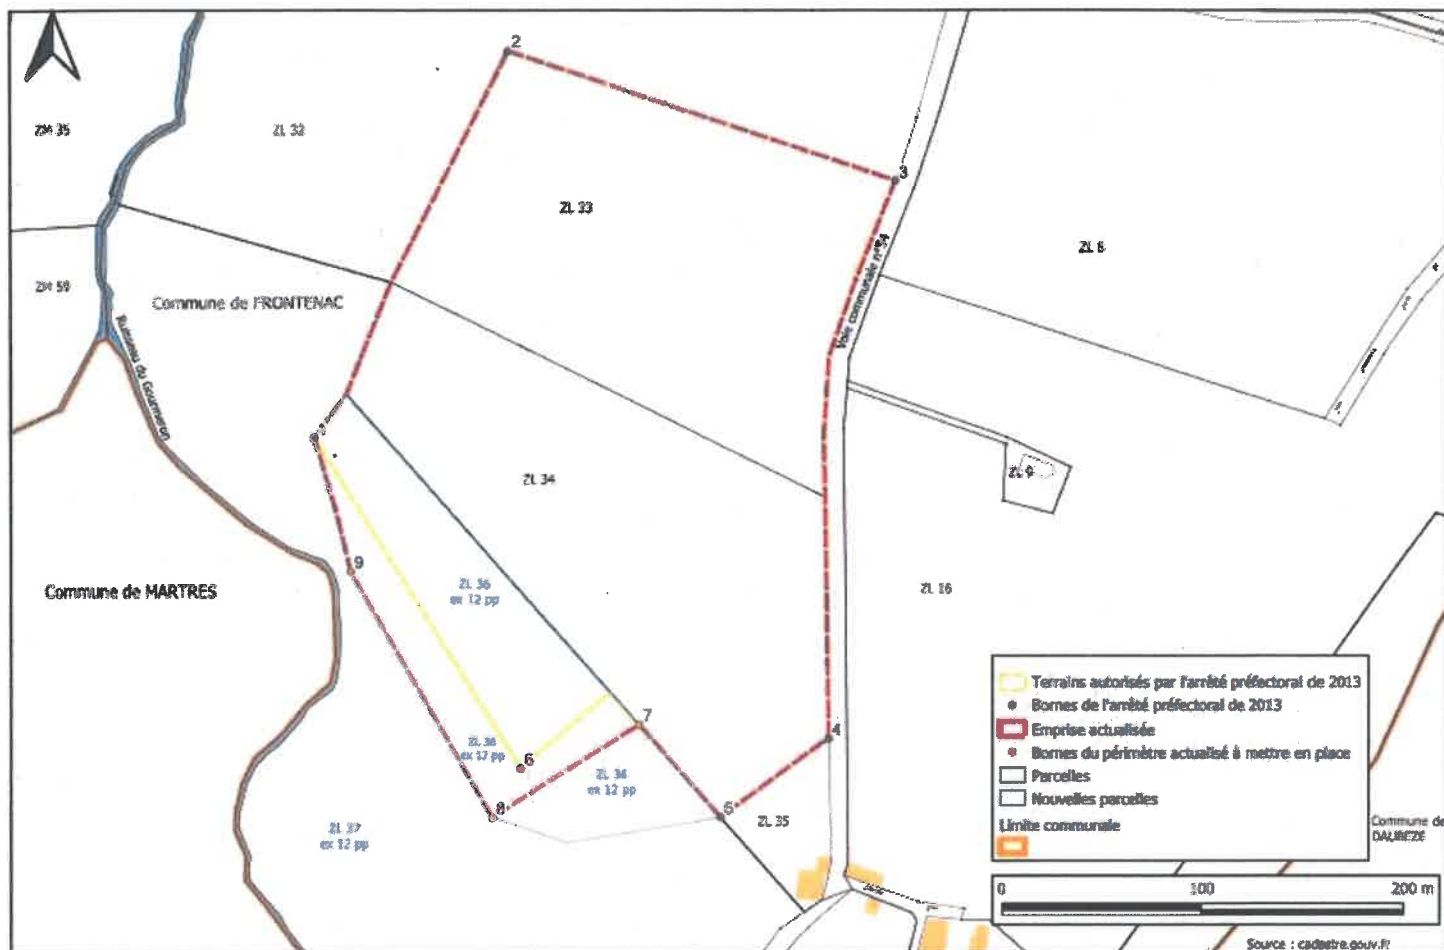 2
ZM 35
ZL 32
3
ZL 33
ZL 8
Voie communale n°34
ZM 59
Commune de FRONTENAC
Ruisseau du Gourmeron
ZL 9
ZL 34
9
ZL 36
ex 12 pp
Commune de MARTRES
ZL 16
7
4
ZL 36
ex 12 pp
6
ZL 36
ex 12 pp
8
5
ZL 35
ZL 37
ex 12 pp
Terrains autorisés par l'arrêté préfectoral de 2013
Bornes de l'arrêté préfectoral de 2013
Emprise actualisée
Bornes du périmètre actualisé à mettre en place
Parcelles
Nouvelles parcelles
Limite communale
Commune de
DAUBEZE
0 100 200 m
Source : cadastre.gouv.fr